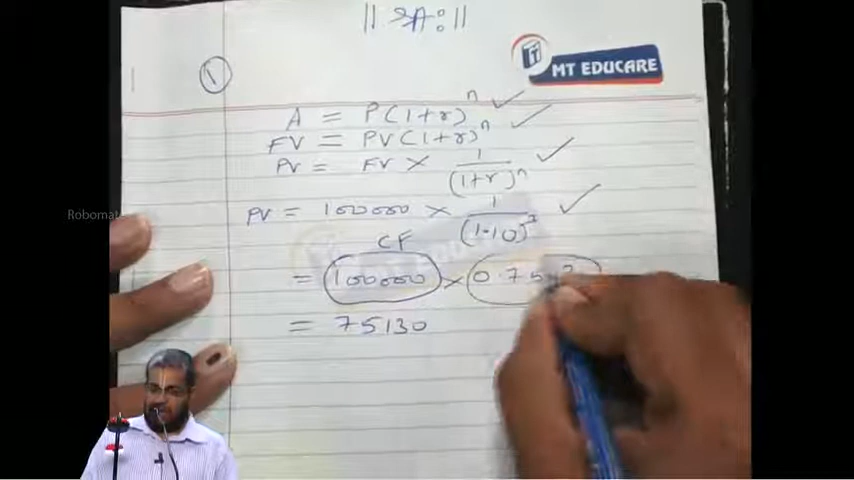 MT EDUCARE
1
A = P(1+r)^n ✓
FV = PV(1+r)^n ✓
PV = FV × 1/(1+r)^n ✓
PV = 100000 × 1/(1.10)^3 ✓
CF
= 100000 × 0.75
= 75130
Robomate